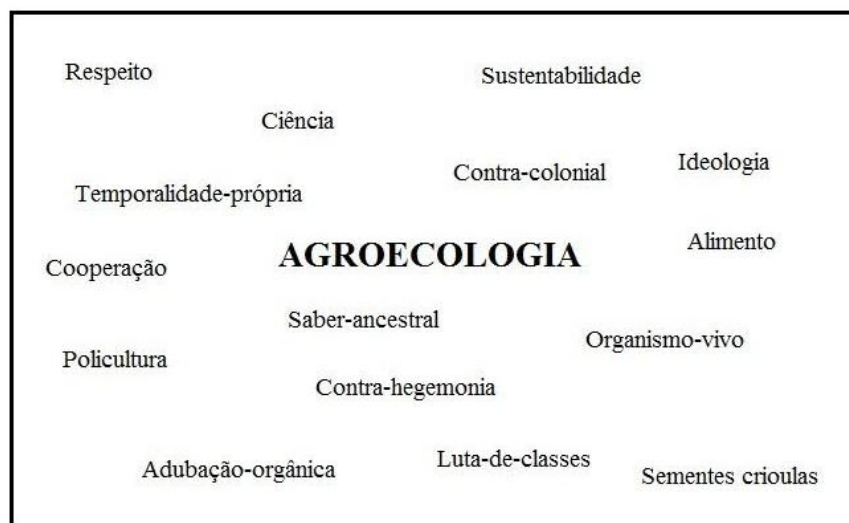 Respeito
Sustentabilidade
Ciência
Contra-colonial
Ideologia
Temporalidade-própria
Alimento
AGROECOLOGIA
Cooperação
Saber-ancestral
Organismo-vivo
Policultura
Contra-hegemonia
Luta-de-classes
Adubação-orgânica
Sementes crioulas